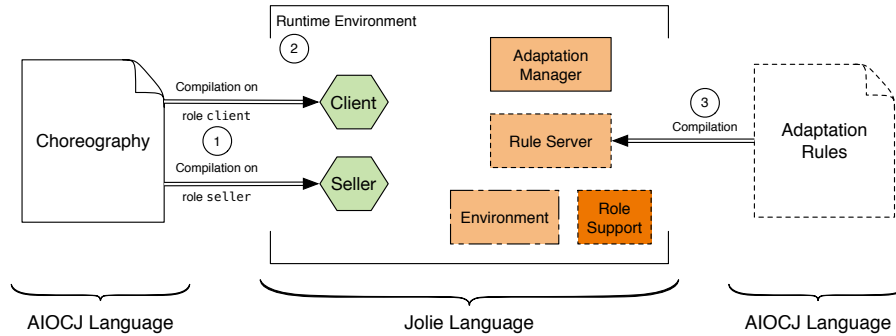 Runtime Environment
2
Adaptation
Manager
Compilation on
role client
Client
3
Compilation
Choreography
1
Rule Server
Adaptation
Rules
Compilation on
role seller
Seller
Environment
Role
Support
AIOCJ Language
Jolie Language
AIOCJ Language